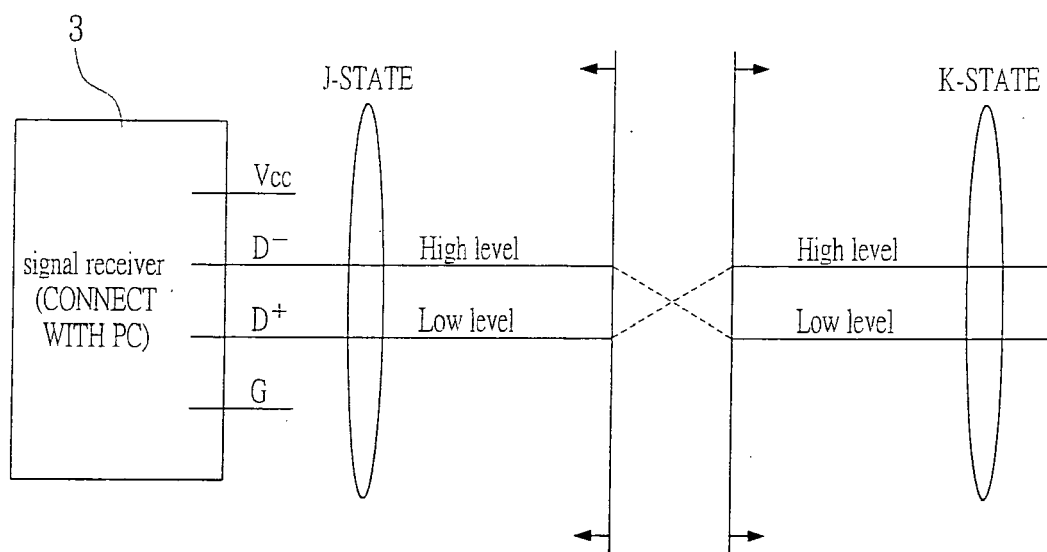 3
J-STATE
K-STATE
Vcc
D−
signal receiver
(CONNECT
WITH PC)
D+
G
High level
Low level
High level
Low level